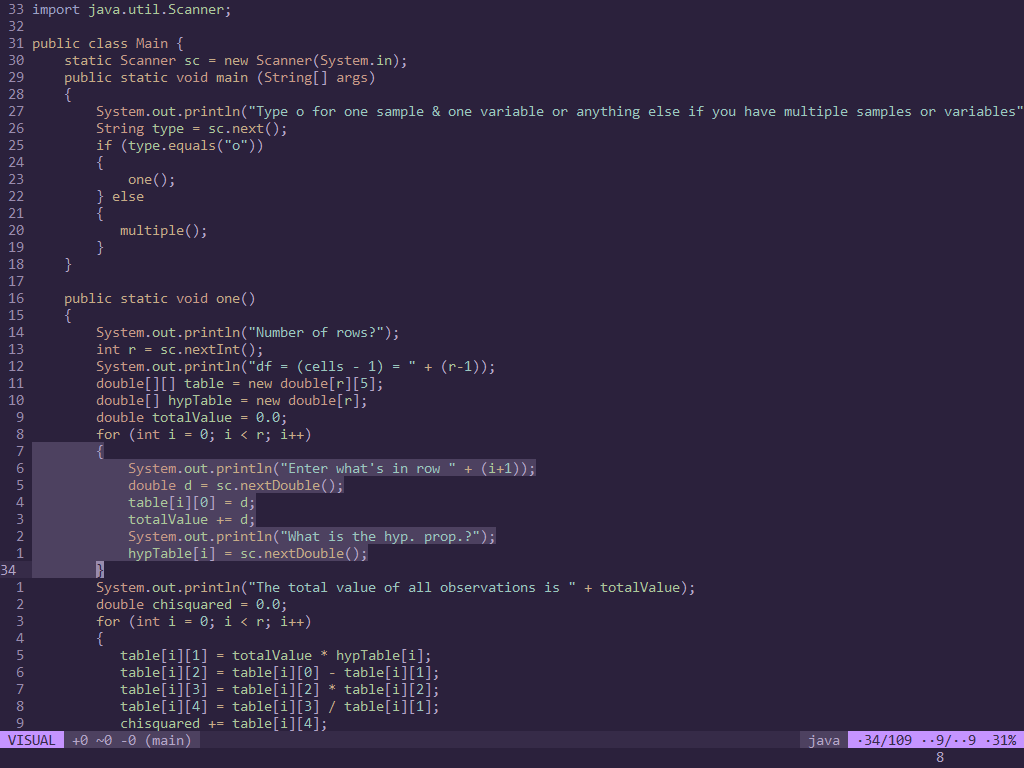 33 import java.util.Scanner;
32
31 public class Main {
30     static Scanner sc = new Scanner(System.in);
29     public static void main (String[] args)
28     {
27         System.out.println("Type o for one sample & one variable or anything else if you have multiple samples or variables"
26         String type = sc.next();
25         if (type.equals("o"))
24         {
23             one();
22         } else
21         {
20            multiple();
19         }
18     }
17
16     public static void one()
15     {
14         System.out.println("Number of rows?");
13         int r = sc.nextInt();
12         System.out.println("df = (cells - 1) = " + (r-1));
11         double[][] table = new double[r][5];
10         double[] hypTable = new double[r];
 9         double totalValue = 0.0;
 8         for (int i = 0; i < r; i++)
 7         {
 6             System.out.println("Enter what's in row " + (i+1));
 5             double d = sc.nextDouble();
 4             table[i][0] = d;
 3             totalValue += d;
 2             System.out.println("What is the hyp. prop.?");
 1             hypTable[i] = sc.nextDouble();
34         }
 1         System.out.println("The total value of all observations is " + totalValue);
 2         double chisquared = 0.0;
 3         for (int i = 0; i < r; i++)
 4         {
 5            table[i][1] = totalValue * hypTable[i];
 6            table[i][2] = table[i][0] - table[i][1];
 7            table[i][3] = table[i][2] * table[i][2];
 8            table[i][4] = table[i][3] / table[i][1];
 9            chisquared += table[i][4];
VISUAL +0 ~0 -0 (main) java ·34/109 ··9/··9 ·31%
8